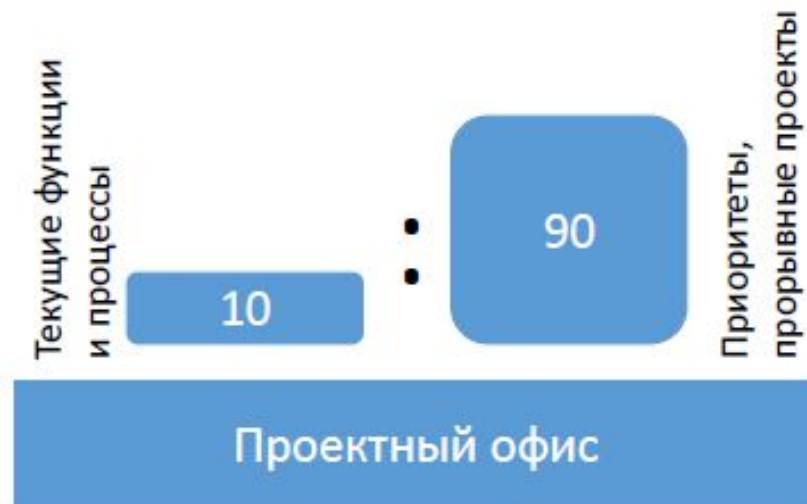 Текущие функции
и процессы
10
:
90
Приоритеты,
прорывные проекты
Проектный офис